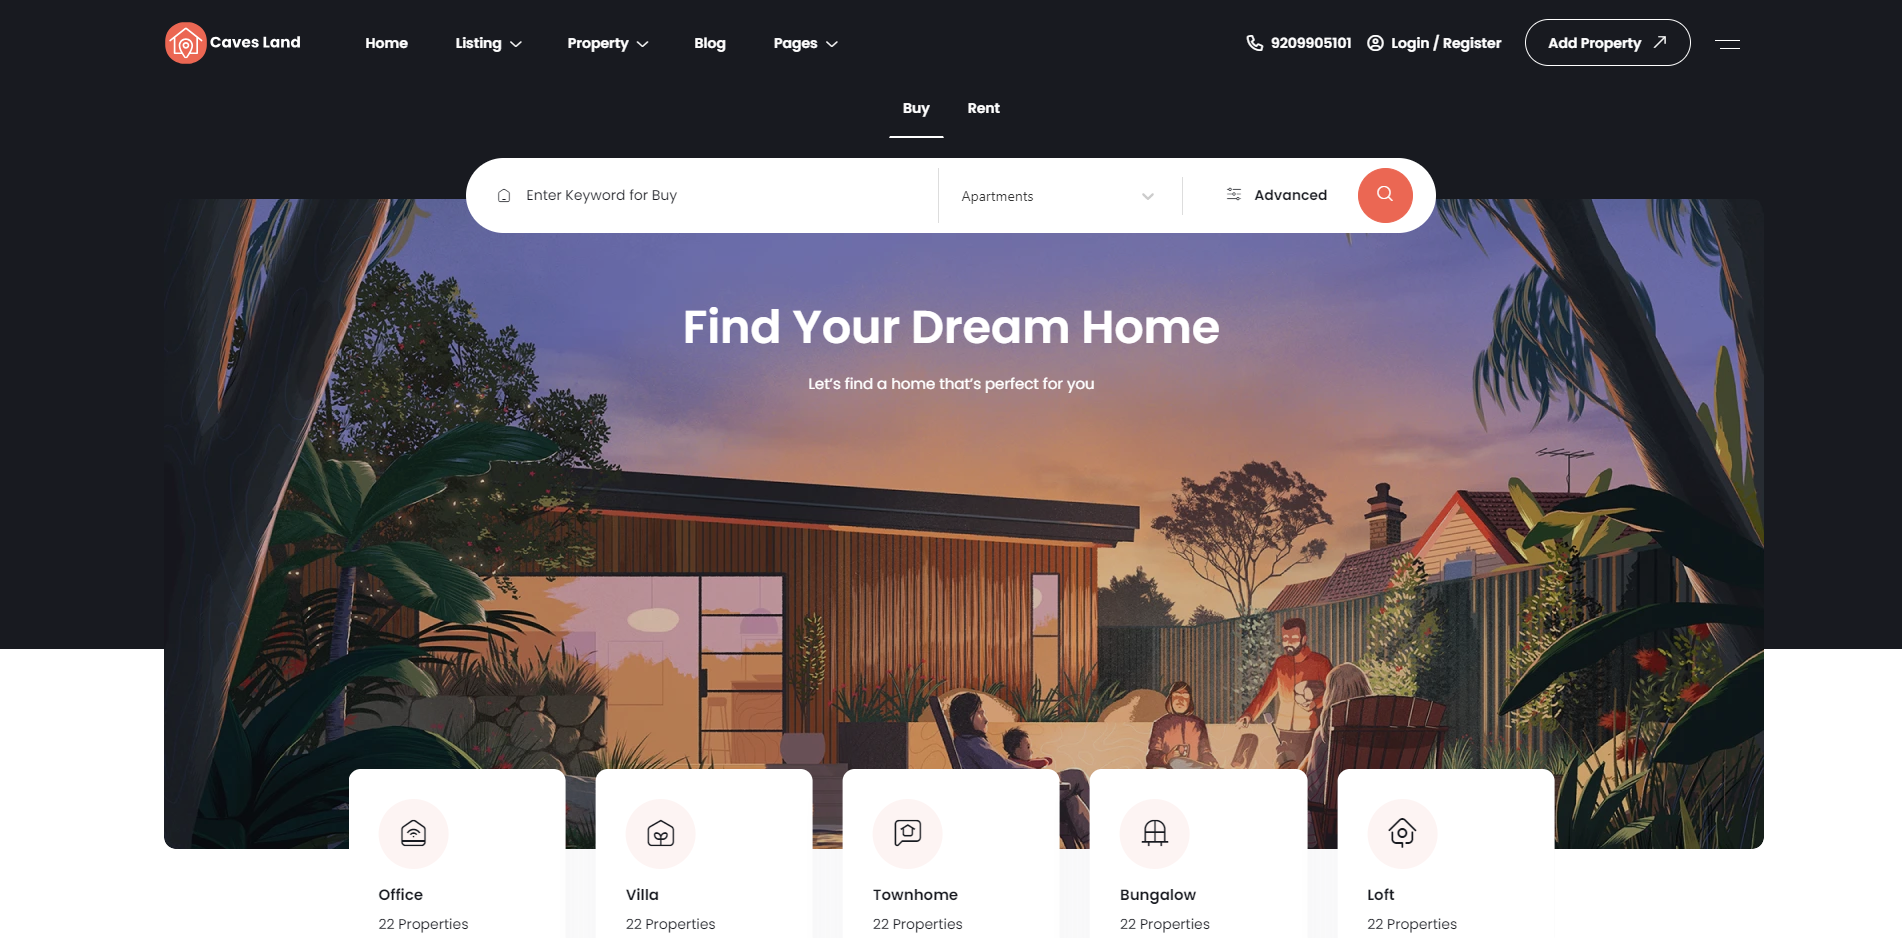 Caves Land
Home Listing Property Blog Pages
9209905101 Login / Register Add Property
Buy Rent
Enter Keyword for Buy Apartments Advanced
Find Your Dream Home
Let’s find a home that’s perfect for you
Office Villa Townhome Bungalow Loft
22 Properties 22 Properties 22 Properties 22 Properties 22 Properties